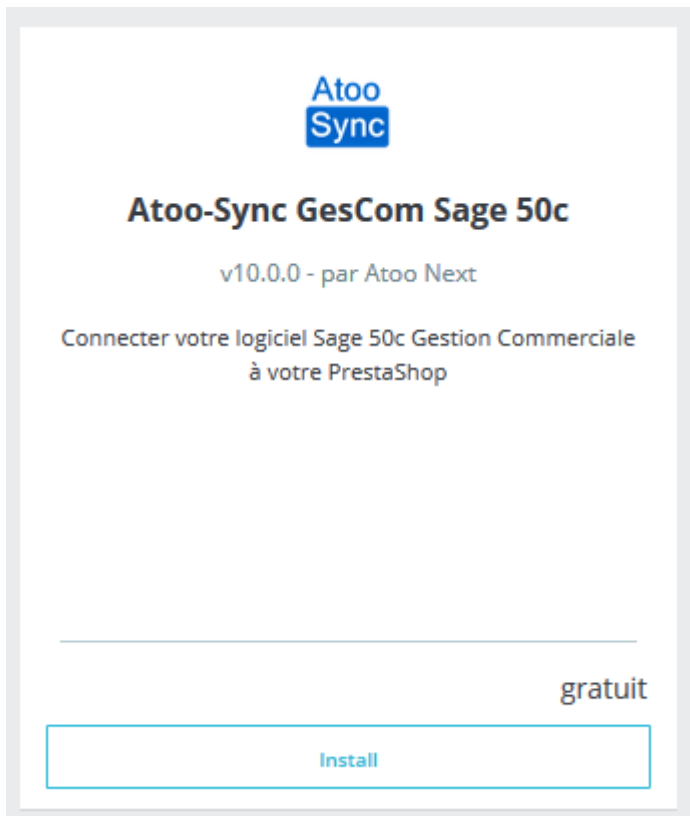 Atoo
Sync
Atoo-Sync GesCom Sage 50c
v10.0.0 - par Atoo Next
Connecter votre logiciel Sage 50c Gestion Commerciale
à votre PrestaShop
gratuit
Install